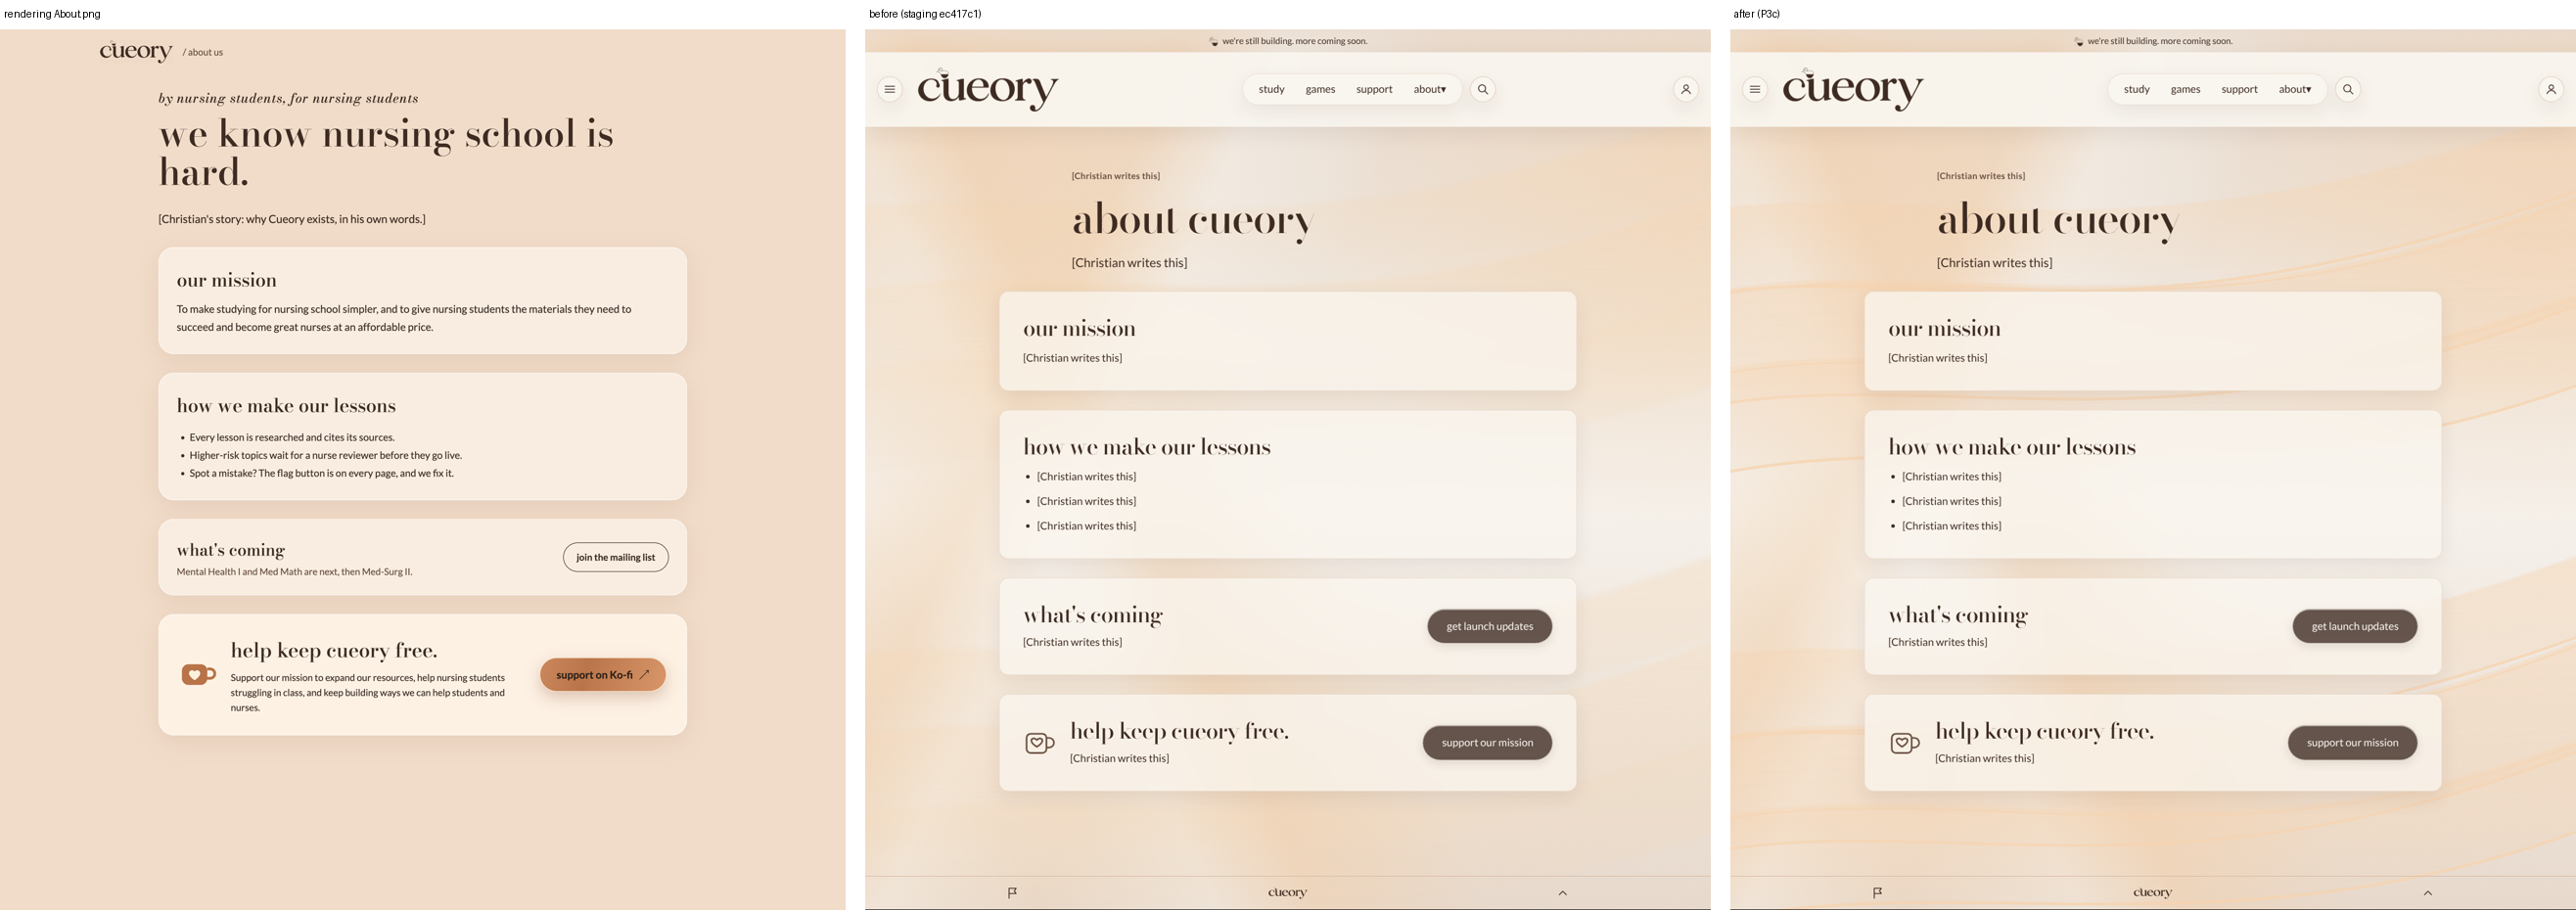 rendering About.png
cueory / about us
by nursing students, for nursing students
we know nursing school is
hard.
[Christian's story: why Cueory exists, in his own words.]
our mission
To make studying for nursing school simpler, and to give nursing students the materials they need to
succeed and become great nurses at an affordable price.
how we make our lessons
• Every lesson is researched and cites its sources.
• Higher-risk topics wait for a nurse reviewer before they go live.
• Spot a mistake? The flag button is on every page, and we fix it.
what's coming
Mental Health I and Med Math are next, then Med-Surg II.
join the mailing list
help keep cueory free.
Support our mission to expand our resources, help nursing students
struggling in class, and keep building ways we can help students and
nurses.
support on Ko-fi
before (staging ec417c1)
we're still building. more coming soon.
cueory
study games support about▾
[Christian writes this]
about cueory
[Christian writes this]
our mission
[Christian writes this]
how we make our lessons
• [Christian writes this]
• [Christian writes this]
• [Christian writes this]
what's coming
[Christian writes this]
get launch updates
help keep cueory free.
[Christian writes this]
support our mission
cueory
after (P3c)
we're still building. more coming soon.
cueory
study games support about▾
[Christian writes this]
about cueory
[Christian writes this]
our mission
[Christian writes this]
how we make our lessons
• [Christian writes this]
• [Christian writes this]
• [Christian writes this]
what's coming
[Christian writes this]
get launch updates
help keep cueory free.
[Christian writes this]
support our mission
cueory